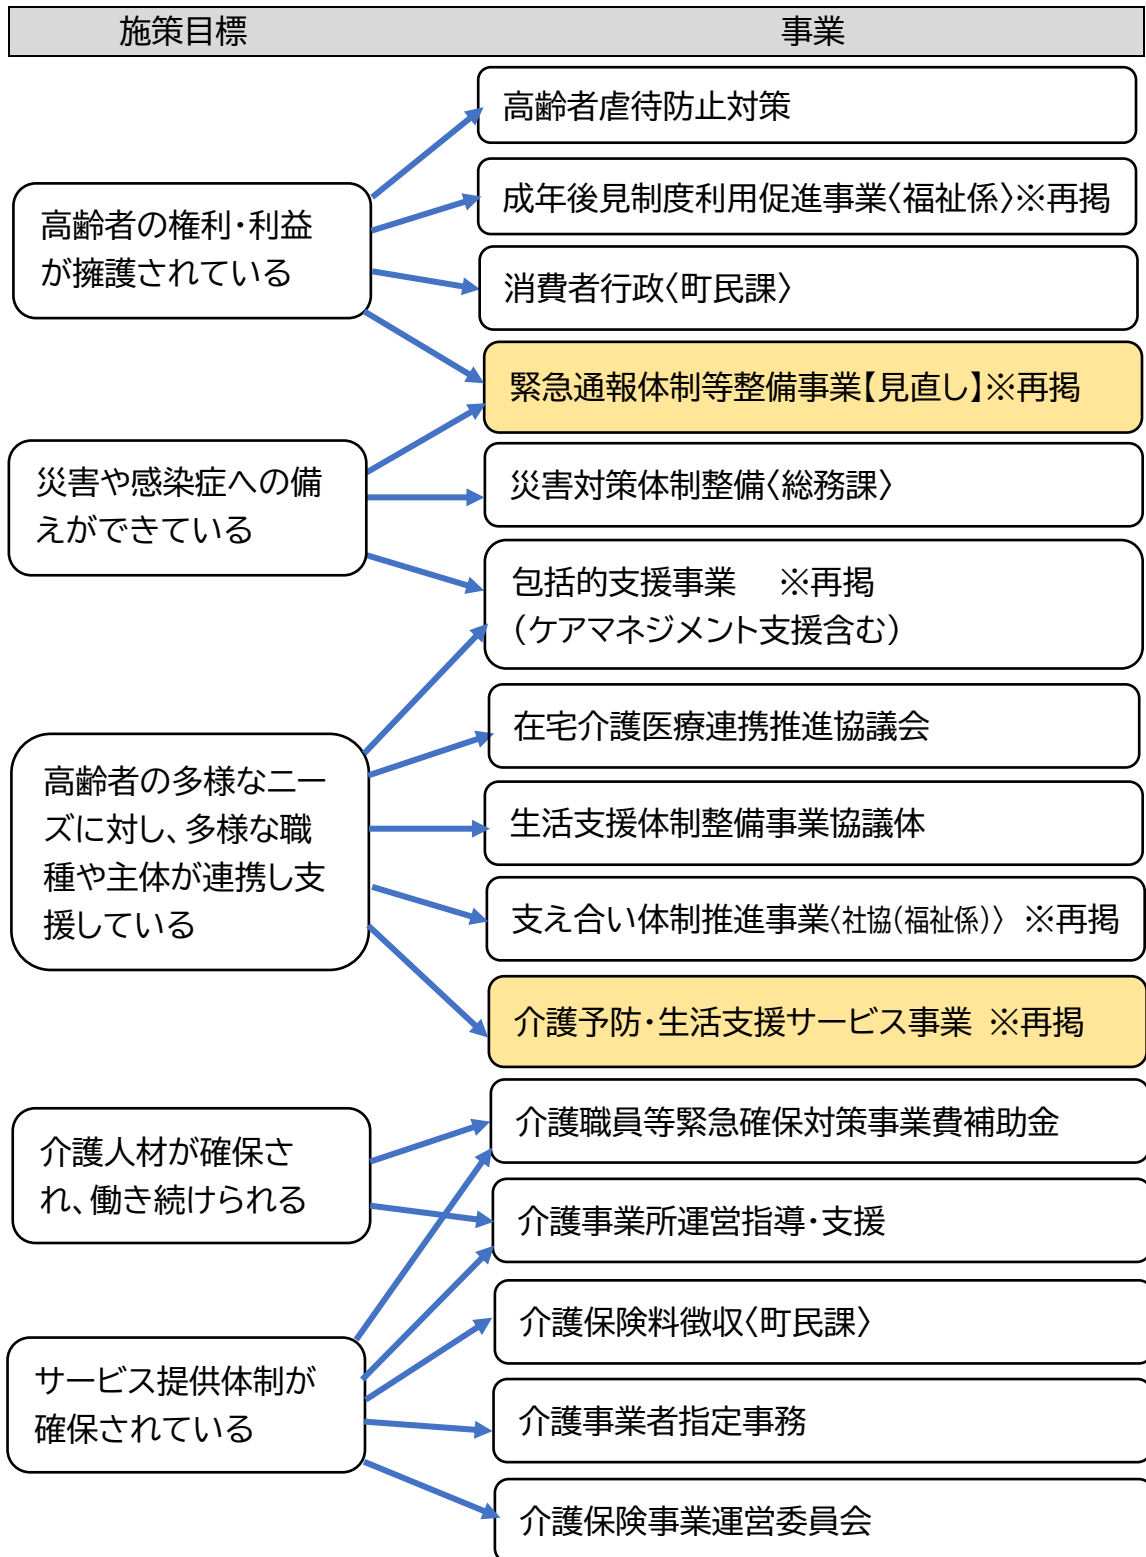 施策目標 事業
高齢者虐待防止対策
成年後見制度利用促進事業〈福祉係〉※再掲
高齢者の権利・利益
が擁護されている
消費者行政〈町民課〉
緊急通報体制等整備事業【見直し】※再掲
災害や感染症への備
えができている
災害対策体制整備〈総務課〉
包括的支援事業 ※再掲
（ケアマネジメント支援含む）
在宅介護医療連携推進協議会
高齢者の多様なニー
ズに対し、多様な職
種や主体が連携し支
援している
生活支援体制整備事業協議体
支え合い体制推進事業〈社協（福祉係）〉 ※再掲
介護予防・生活支援サービス事業 ※再掲
介護人材が確保さ
れ、働き続けられる
介護職員等緊急確保対策事業費補助金
介護事業所運営指導・支援
サービス提供体制が
確保されている
介護保険料徴収〈町民課〉
介護事業者指定事務
介護保険事業運営委員会